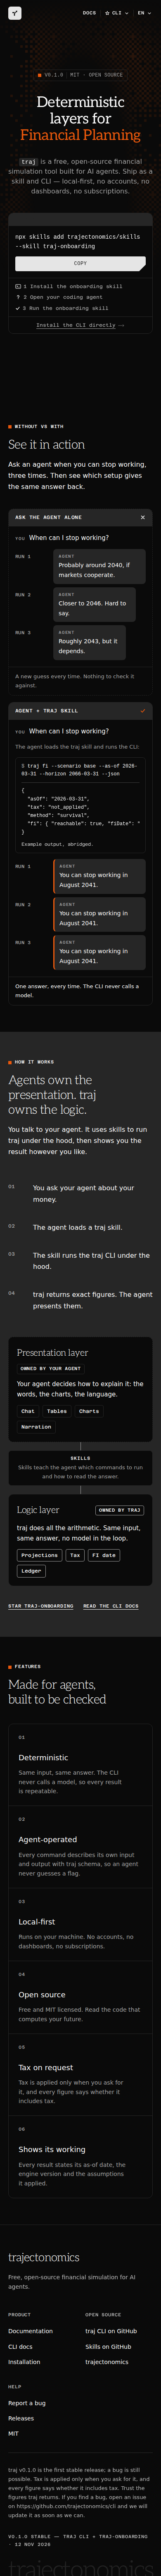 DOCS
CLI
EN
V0.1.0 MIT · OPEN SOURCE
Deterministic
layers for
Financial Planning
traj is a free, open-source financial
simulation tool built for AI agents. Ship as a
skill and CLI — local-first, no accounts, no
dashboards, no subscriptions.
npx skills add trajectonomics/skills
--skill traj-onboarding
COPY
1 Install the onboarding skill
2 Open your coding agent
3 Run the onboarding skill
Install the CLI directly
WITHOUT VS WITH
See it in action
Ask an agent when you can stop working,
three times. Then see which setup gives
the same answer back.
ASK THE AGENT ALONE
YOU When can I stop working?
RUN 1
AGENT
Probably around 2040, if
markets cooperate.
RUN 2
AGENT
Closer to 2046. Hard to
say.
RUN 3
AGENT
Roughly 2043, but it
depends.
A new guess every time. Nothing to check it
against.
AGENT + TRAJ SKILL
YOU When can I stop working?
The agent loads the traj skill and runs the CLI:
$ traj fi --scenario base --as-of 2026-
03-31 --horizon 2066-03-31 --json
{
"asOf": "2026-03-31",
"tax": "not_applied",
"method": "survival",
"fi": { "reachable": true, "fiDate": "
}
Example output, abridged.
RUN 1
AGENT
You can stop working in
August 2041.
RUN 2
AGENT
You can stop working in
August 2041.
RUN 3
AGENT
You can stop working in
August 2041.
One answer, every time. The CLI never calls a
model.
HOW IT WORKS
Agents own the
presentation. traj
owns the logic.
You talk to your agent. It uses skills to run
traj under the hood, then shows you the
result however you like.
01
You ask your agent about your
money.
02
The agent loads a traj skill.
03
The skill runs the traj CLI under the
hood.
04
traj returns exact figures. The agent
presents them.
Presentation layer
OWNED BY YOUR AGENT
Your agent decides how to explain it: the
words, the charts, the language.
Chat
Tables
Charts
Narration
SKILLS
Skills teach the agent which commands to run
and how to read the answer.
Logic layer
OWNED BY TRAJ
traj does all the arithmetic. Same input,
same answer, no model in the loop.
Projections
Tax
FI date
Ledger
STAR TRAJ-ONBOARDING
READ THE CLI DOCS
FEATURES
Made for agents,
built to be checked
01
Deterministic
Same input, same answer. The CLI
never calls a model, so every result
is repeatable.
02
Agent-operated
Every command describes its own input
and output with traj schema, so an agent
never guesses a flag.
03
Local-first
Runs on your machine. No accounts, no
dashboards, no subscriptions.
04
Open source
Free and MIT licensed. Read the code that
computes your future.
05
Tax on request
Tax is applied only when you ask for
it, and every figure says whether it
includes tax.
06
Shows its working
Every result states its as-of date, the
engine version and the assumptions
it applied.
trajectonomics
Free, open-source financial simulation for AI
agents.
PRODUCT
Documentation
CLI docs
Installation
OPEN SOURCE
traj CLI on GitHub
Skills on GitHub
trajectonomics
HELP
Report a bug
Releases
MIT
traj v0.1.0 is the first stable release; a bug is still
possible. Tax is applied only when you ask for it, and
every figure says whether it includes tax. Trust the
figures traj returns. If you find a bug, open an issue
on https://github.com/trajectonomics/cli and we will
update it as soon as we can.
V0.1.0 STABLE — TRAJ CLI + TRAJ-ONBOARDING
· 12 NOV 2026
trajectonomics